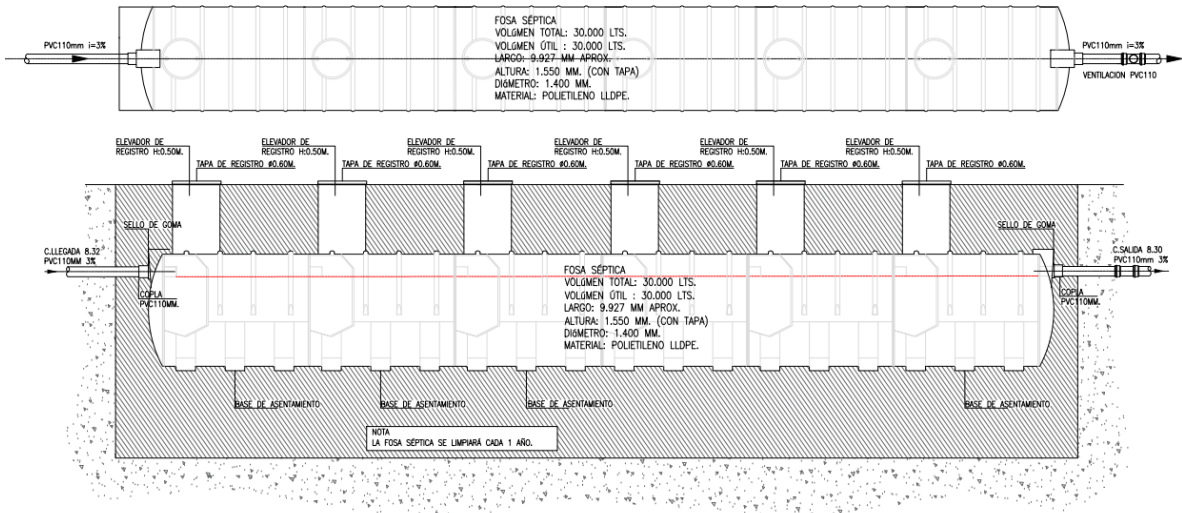 FOSA SÉPTICA
VOLÚMEN TOTAL: 30.000 LTS.
VOLÚMEN ÚTIL : 30.000 LTS.
LARGO: 9.927 MM APROX.
ALTURA: 1.550 MM. (CON TAPA)
DIÁMETRO: 1.400 MM.
MATERIAL: POLIETILENO LLDPE.
PVC110mm i=3%
PVC110mm i=3%
VENTILACION PVC110
ELEVADOR DE
REGISTRO H:0.50M.
ELEVADOR DE
REGISTRO H:0.50M.
ELEVADOR DE
REGISTRO H:0.50M.
ELEVADOR DE
REGISTRO H:0.50M.
ELEVADOR DE
REGISTRO H:0.50M.
ELEVADOR DE
REGISTRO H:0.50M.
TAPA DE REGISTRO ø0.60M.
TAPA DE REGISTRO ø0.60M.
TAPA DE REGISTRO ø0.60M.
TAPA DE REGISTRO ø0.60M.
TAPA DE REGISTRO ø0.60M.
TAPA DE REGISTRO ø0.60M.
SELLO DE GOMA
SELLO DE GOMA
C.LLEGADA 8.32
PVC110MM 3%
C.SALIDA 8.30
PVC110mm 3%
COPLA
PVC110MM.
COPLA
PVC110MM.
FOSA SÉPTICA
VOLÚMEN TOTAL: 30.000 LTS.
VOLÚMEN ÚTIL : 30.000 LTS.
LARGO: 9.927 MM APROX.
ALTURA: 1.550 MM. (CON TAPA)
DIÁMETRO: 1.400 MM.
MATERIAL: POLIETILENO LLDPE.
BASE DE ASENTAMIENTO
BASE DE ASENTAMIENTO
BASE DE ASENTAMIENTO
BASE DE ASENTAMIENTO
NOTA
LA FOSA SÉPTICA SE LIMPIARÁ CADA 1 AÑO.